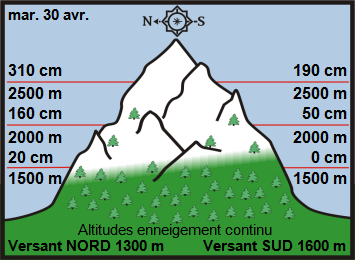 mar. 30 avr.
N S
310 cm 190 cm
2500 m 2500 m
160 cm 50 cm
2000 m 2000 m
20 cm 0 cm
1500 m 1500 m
Altitudes enneigement continu
Versant NORD 1300 m Versant SUD 1600 m